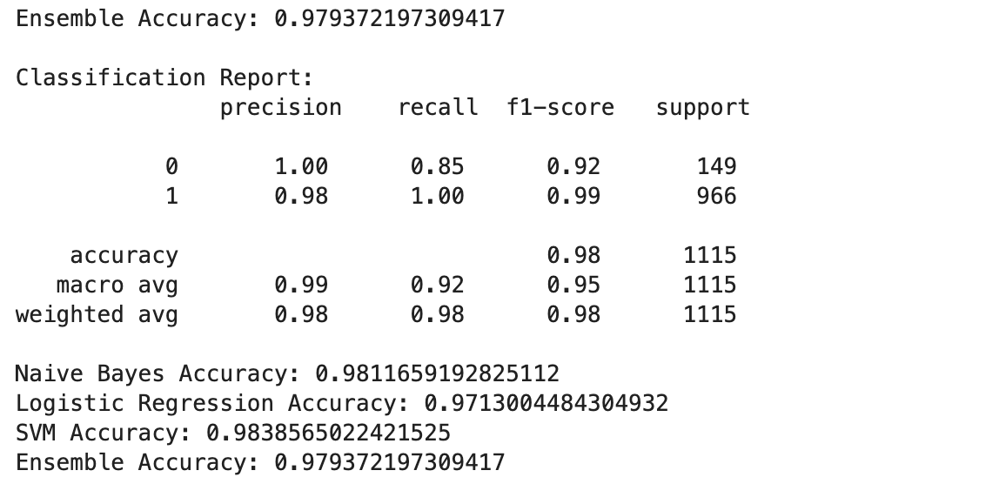 Ensemble Accuracy: 0.979372197309417
Classification Report:
precision recall f1-score support
0 1.00 0.85 0.92 149
1 0.98 1.00 0.99 966
accuracy 0.98 1115
macro avg 0.99 0.92 0.95 1115
weighted avg 0.98 0.98 0.98 1115
Naive Bayes Accuracy: 0.9811659192825112
Logistic Regression Accuracy: 0.9713004484304932
SVM Accuracy: 0.9838565022421525
Ensemble Accuracy: 0.979372197309417